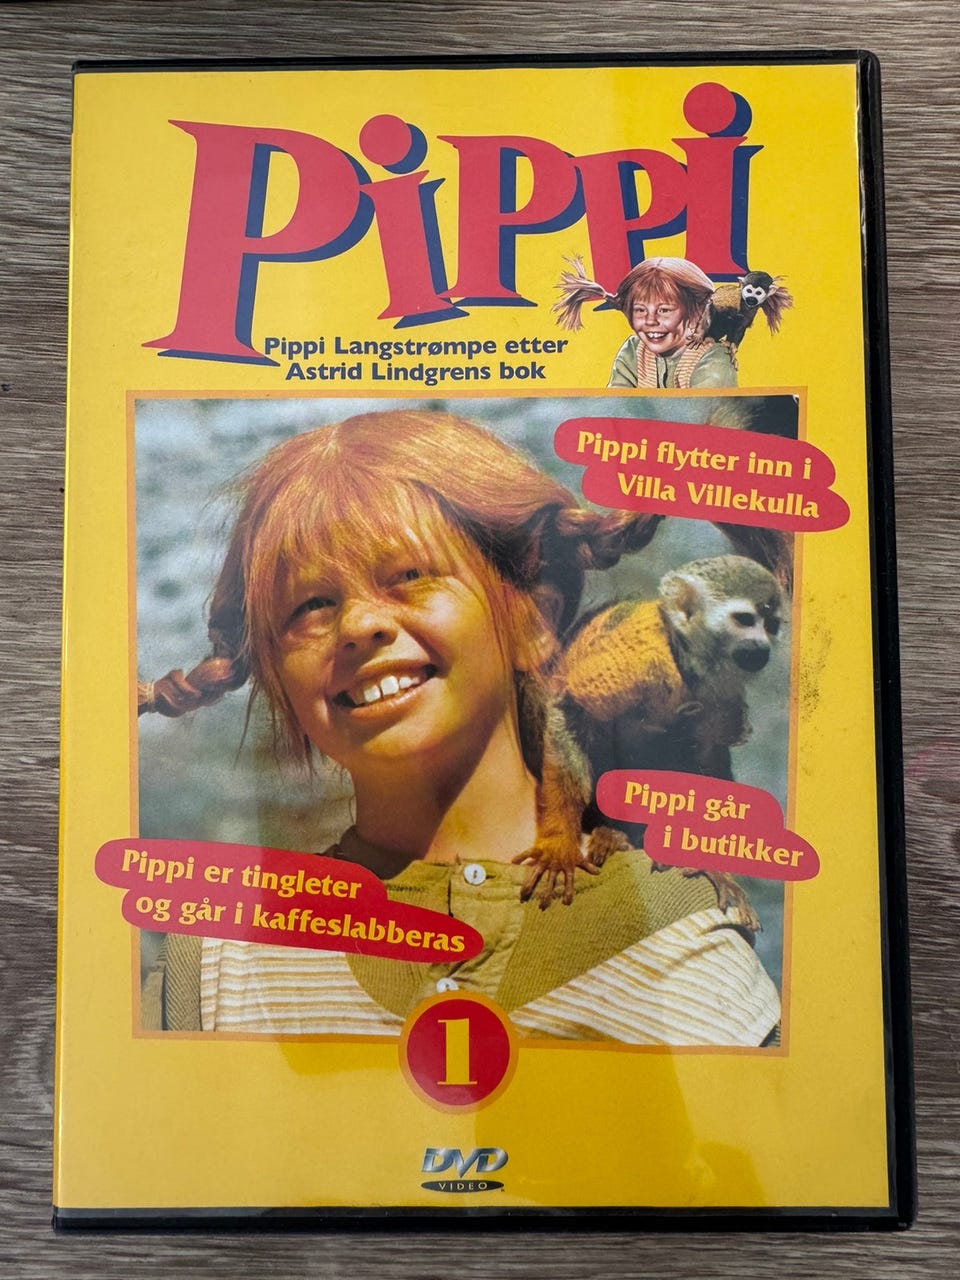 Pippi
Pippi Langstrømpe etter
Astrid Lindgrens bok
Pippi flytter inn i
Villa Villekulla
Pippi går
i butikker
Pippi er tingleter
og går i kaffeslabberas
1
DVD
VIDEO